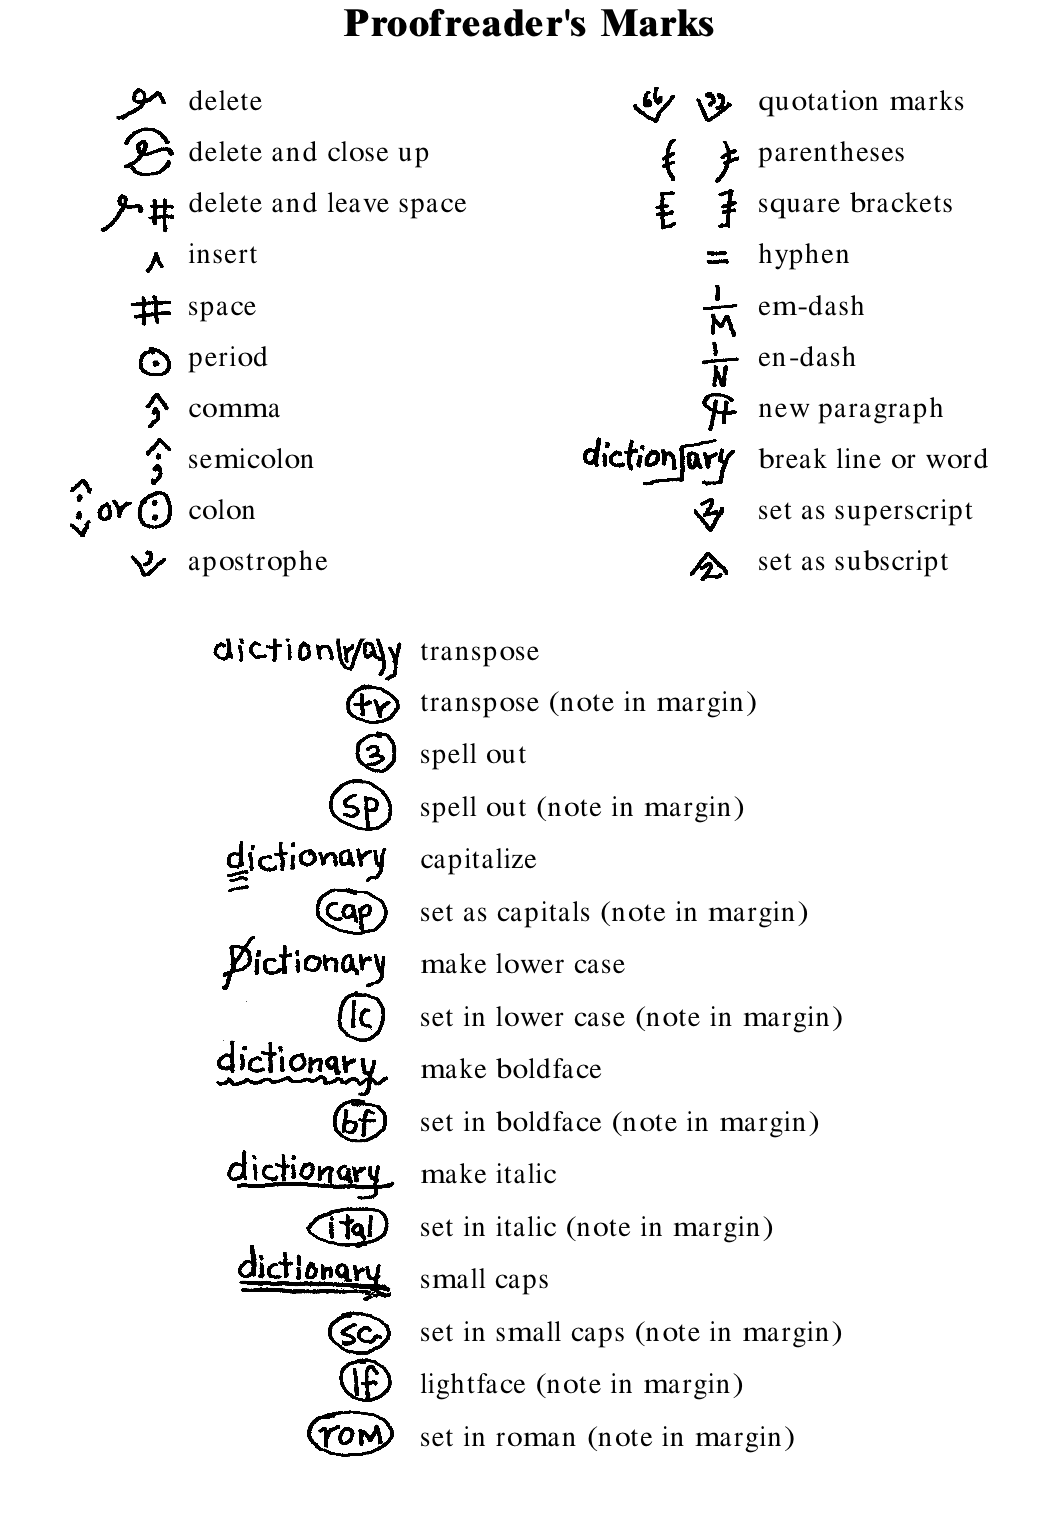 Proofreader's Marks
delete
delete and close up
# delete and leave space
^ insert
# space
⊙ period
comma
semicolon
or colon
apostrophe
quotation marks
parentheses
square brackets
= hyphen
1/M em-dash
1/N en-dash
new paragraph
dictionary break line or word
3 set as superscript
2 set as subscript
dictionray transpose
tr transpose (note in margin)
3 spell out
sp spell out (note in margin)
dictionary capitalize
cap set as capitals (note in margin)
Dictionary make lower case
lc set in lower case (note in margin)
dictionary make boldface
bf set in boldface (note in margin)
dictionary make italic
ital set in italic (note in margin)
dictionary small caps
sc set in small caps (note in margin)
lf lightface (note in margin)
rom set in roman (note in margin)